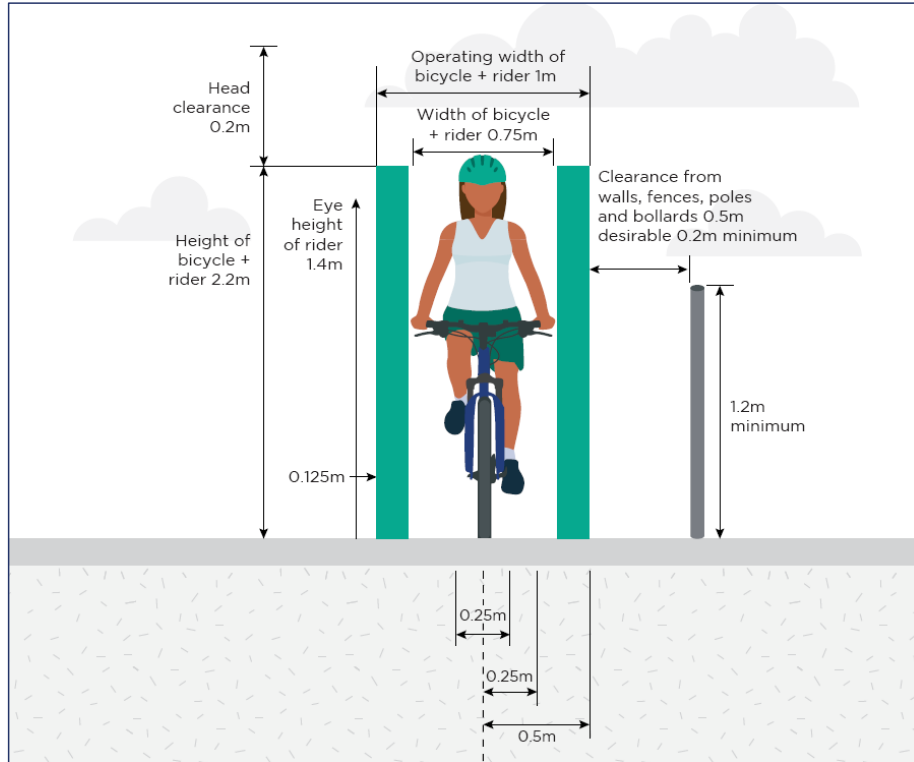 Operating width of
bicycle + rider 1m
Head
clearance
0.2m
Width of bicycle
+ rider 0.75m
Clearance from
walls, fences, poles
and bollards 0.5m
desirable 0.2m minimum
Eye
height
of rider
1.4m
Height of
bicycle +
rider 2.2m
1.2m
minimum
0.125m
0.25m
0.25m
0.5m